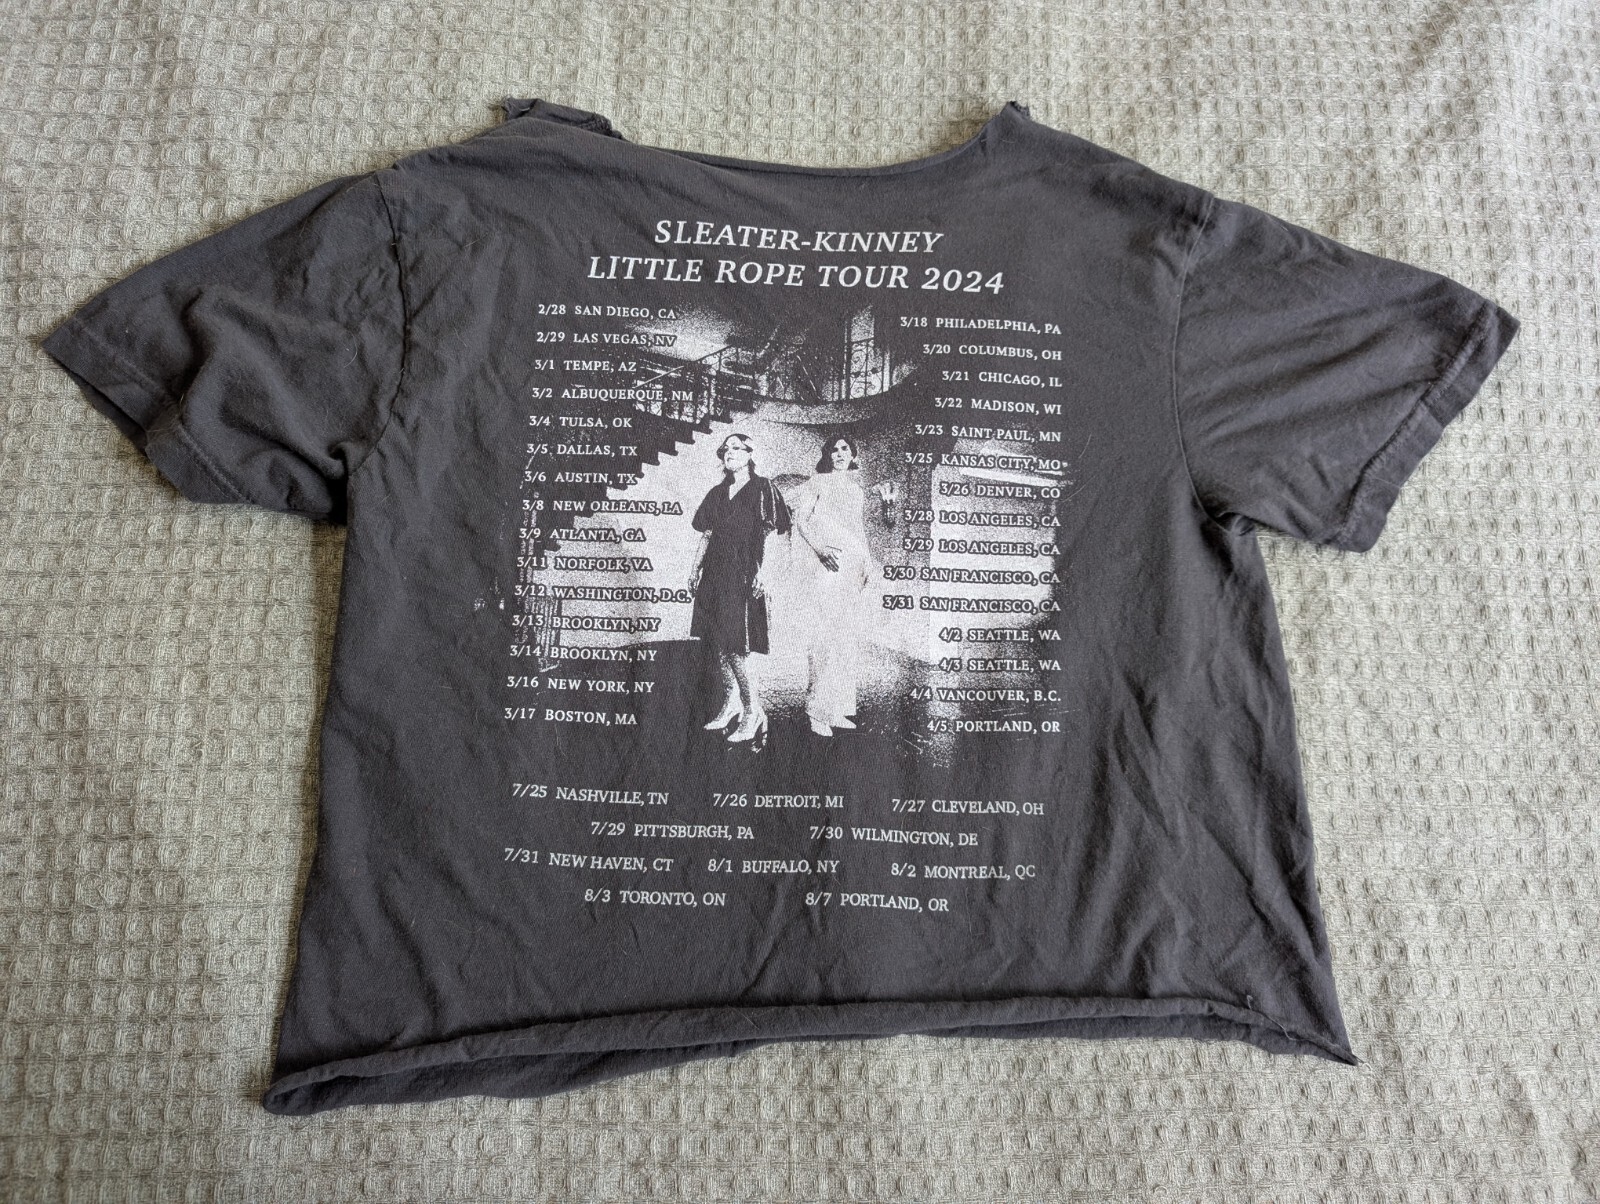 SLEATER-KINNEY
LITTLE ROPE TOUR 2024
2/28 SAN DIEGO, CA
2/29 LAS VEGAS, NV
3/1 TEMPE, AZ
3/2 ALBUQUERQUE, NM
3/4 TULSA, OK
3/5 DALLAS, TX
3/6 AUSTIN, TX
3/8 NEW ORLEANS, LA
3/9 ATLANTA, GA
3/11 NORFOLK, VA
3/12 WASHINGTON, D.C.
3/13 BROOKLYN, NY
3/14 BROOKLYN, NY
3/16 NEW YORK, NY
3/17 BOSTON, MA
3/18 PHILADELPHIA, PA
3/20 COLUMBUS, OH
3/21 CHICAGO, IL
3/22 MADISON, WI
3/23 SAINT PAUL, MN
3/25 KANSAS CITY, MO
3/26 DENVER, CO
3/28 LOS ANGELES, CA
3/29 LOS ANGELES, CA
3/30 SAN FRANCISCO, CA
3/31 SAN FRANCISCO, CA
4/2 SEATTLE, WA
4/3 SEATTLE, WA
4/4 VANCOUVER, B.C.
4/5 PORTLAND, OR
7/25 NASHVILLE, TN 7/26 DETROIT, MI 7/27 CLEVELAND, OH
7/29 PITTSBURGH, PA 7/30 WILMINGTON, DE
7/31 NEW HAVEN, CT 8/1 BUFFALO, NY 8/2 MONTREAL, QC
8/3 TORONTO, ON 8/7 PORTLAND, OR